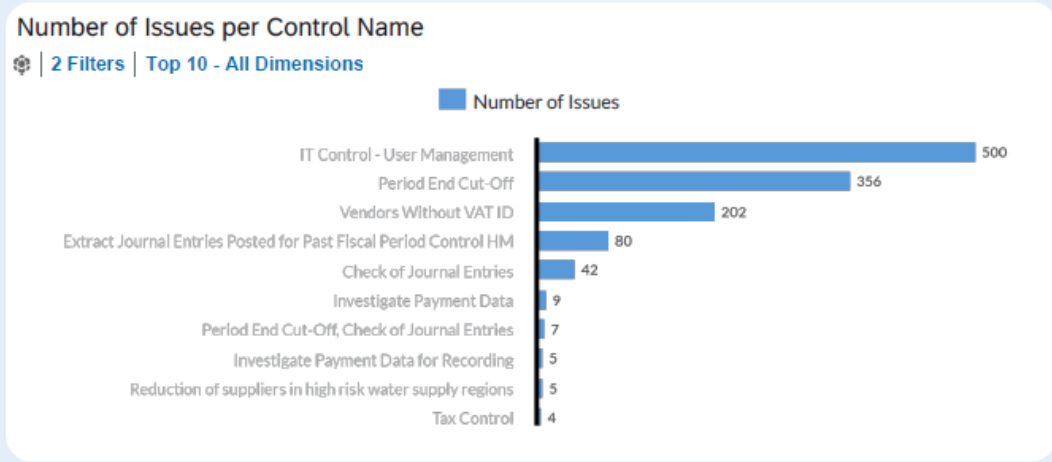 Number of Issues per Control Name
2 Filters | Top 10 - All Dimensions
Number of Issues
IT Control - User Management 500
Period End Cut-Off 356
Vendors Without VAT ID 202
Extract Journal Entries Posted for Past Fiscal Period Control HM 80
Check of Journal Entries 42
Investigate Payment Data 9
Period End Cut-Off, Check of Journal Entries 7
Investigate Payment Data for Recording 5
Reduction of suppliers in high risk water supply regions 5
Tax Control 4